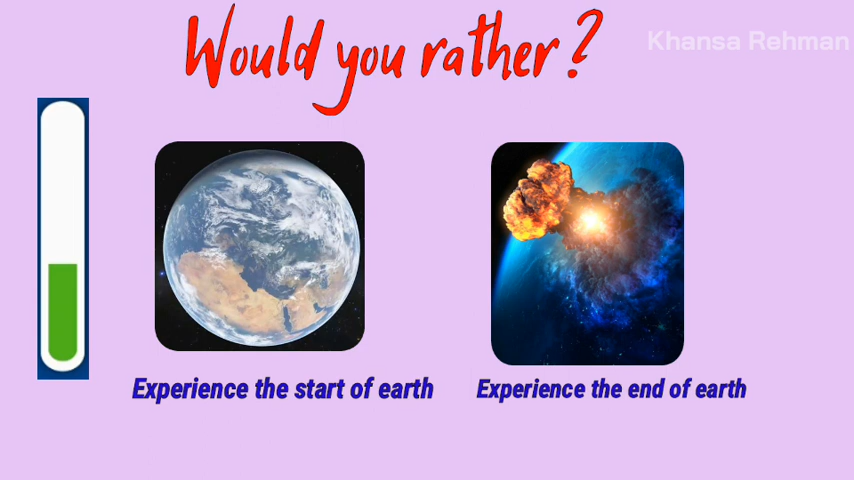 Would you rather?
Khansa Rehman
Experience the start of earth
Experience the end of earth